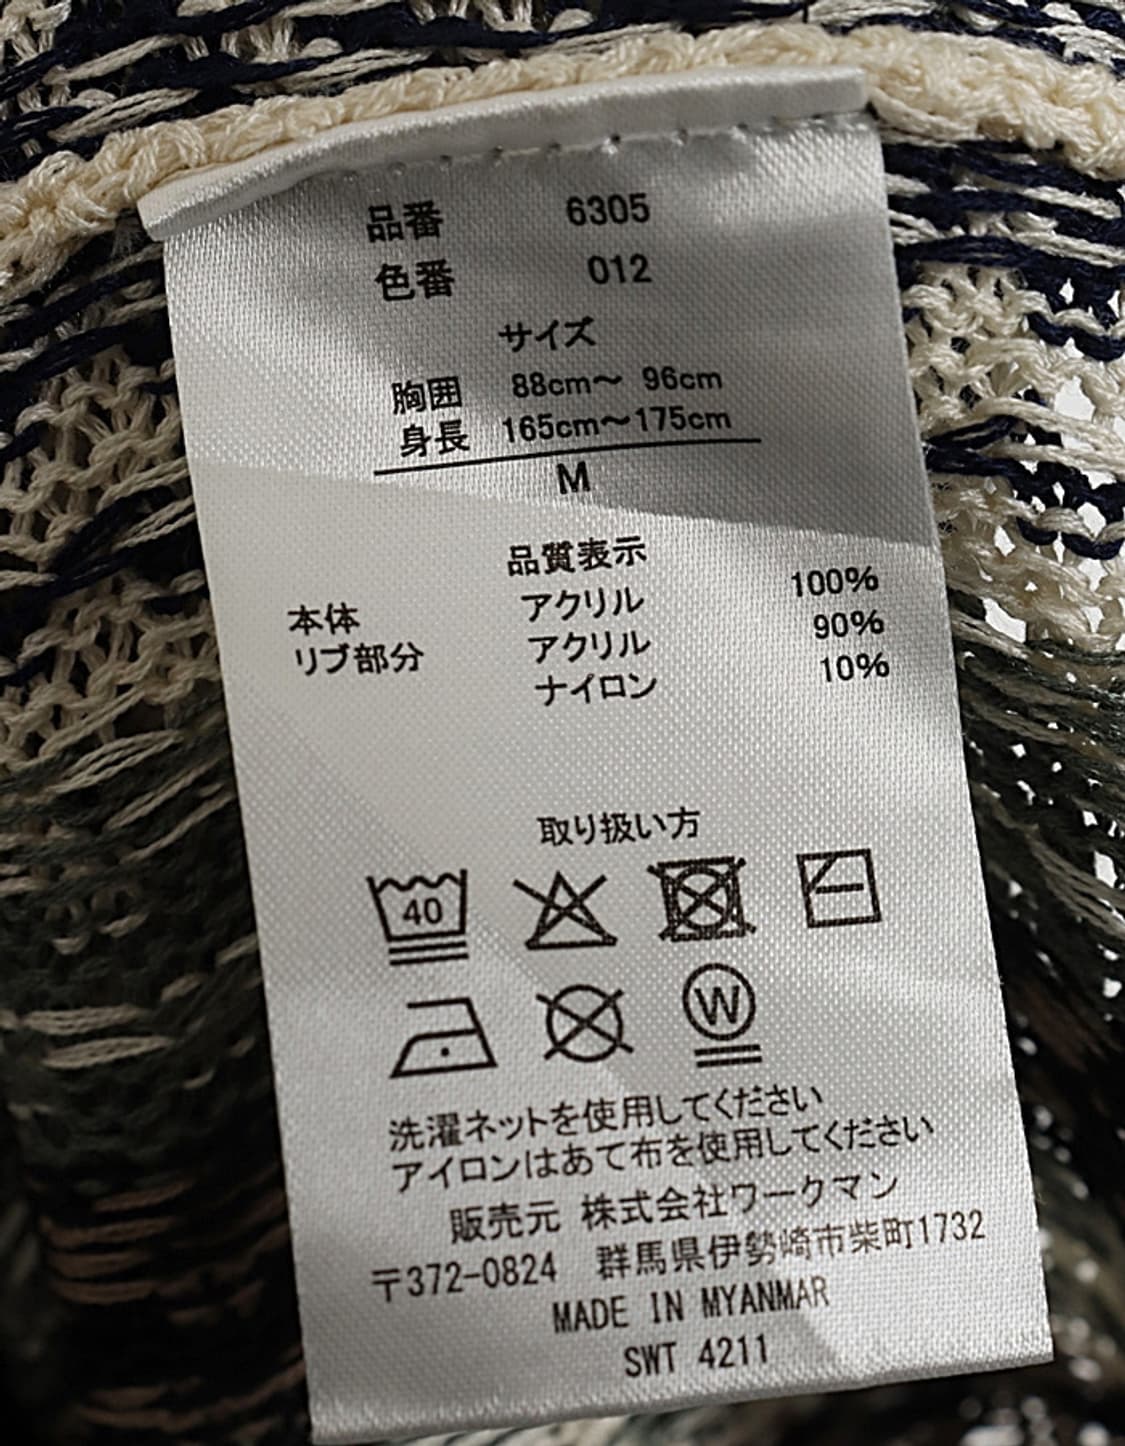 品番 6305
色番 012
サイズ
胸囲 88cm～ 96cm
身長 165cm～175cm
M
品質表示
本体 アクリル 100%
リブ部分 アクリル 90%
ナイロン 10%
取り扱い方
40
W
洗濯ネットを使用してください
アイロンはあて布を使用してください
販売元 株式会社ワークマン
〒372-0824 群馬県伊勢崎市柴町1732
MADE IN MYANMAR
SWT 4211